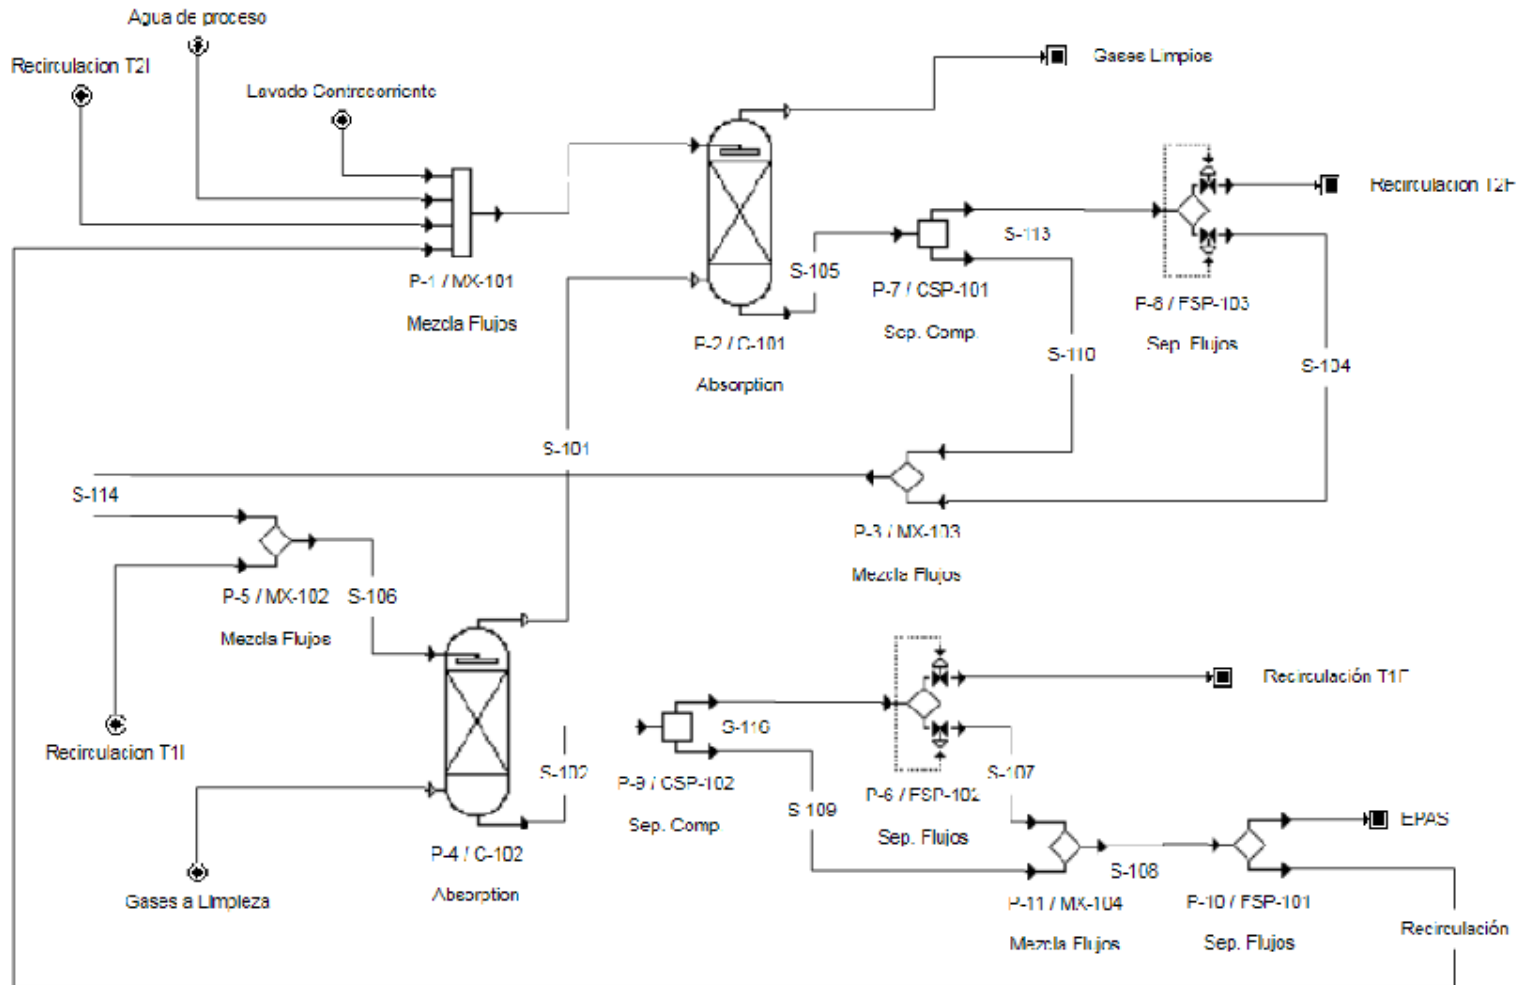 Agua de proceso
Recirculacion T2I
Lavado Contracorriente
Gases Limpios
Recirculacion T2F
S-113
S-105
P-1 / MX-101
Mezcla Flujos
P-7 / CSP-101
Sep. Comp.
P-8 / FSP-103
Sep. Flujos
P-2 / C-101
Absorption
S-110
S-104
S-101
S-114
P-3 / MX-103
Mezcla Flujos
P-5 / MX-102
Mezcla Flujos
S-106
Recirculación T1F
S-116
Recirculacion T1I
S-102
P-9 / CSP-102
Sep. Comp
S-107
P-6 / FSP-102
Sep. Flujos
S-109
EPAS
P-4 / C-102
Absorption
S-108
Gases a Limpieza
P-11 / MX-104
Mezcla Flujos
P-10 / FSP-101
Sep. Flujos
Recirculación